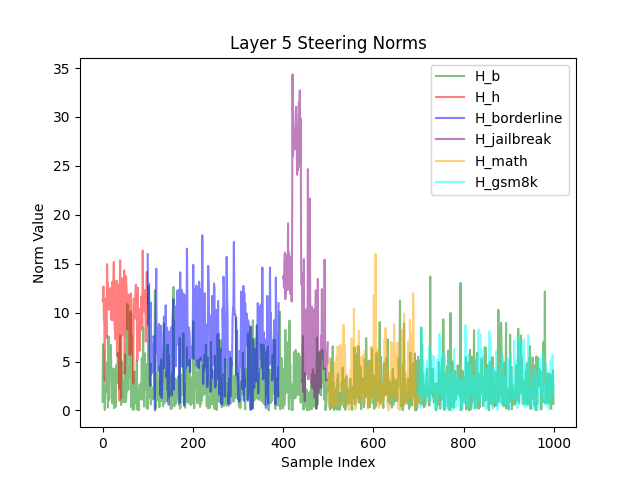 Layer 5 Steering Norms
Norm Value
35
30
25
20
15
10
5
0
H_b
H_h
H_borderline
H_jailbreak
H_math
H_gsm8k
0
200
400
600
800
1000
Sample Index